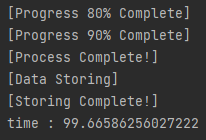 [Progress 80% Complete]
[Progress 90% Complete]
[Process Complete!]
[Data Storing]
[Storing Complete!]
time : 99.66586256027222